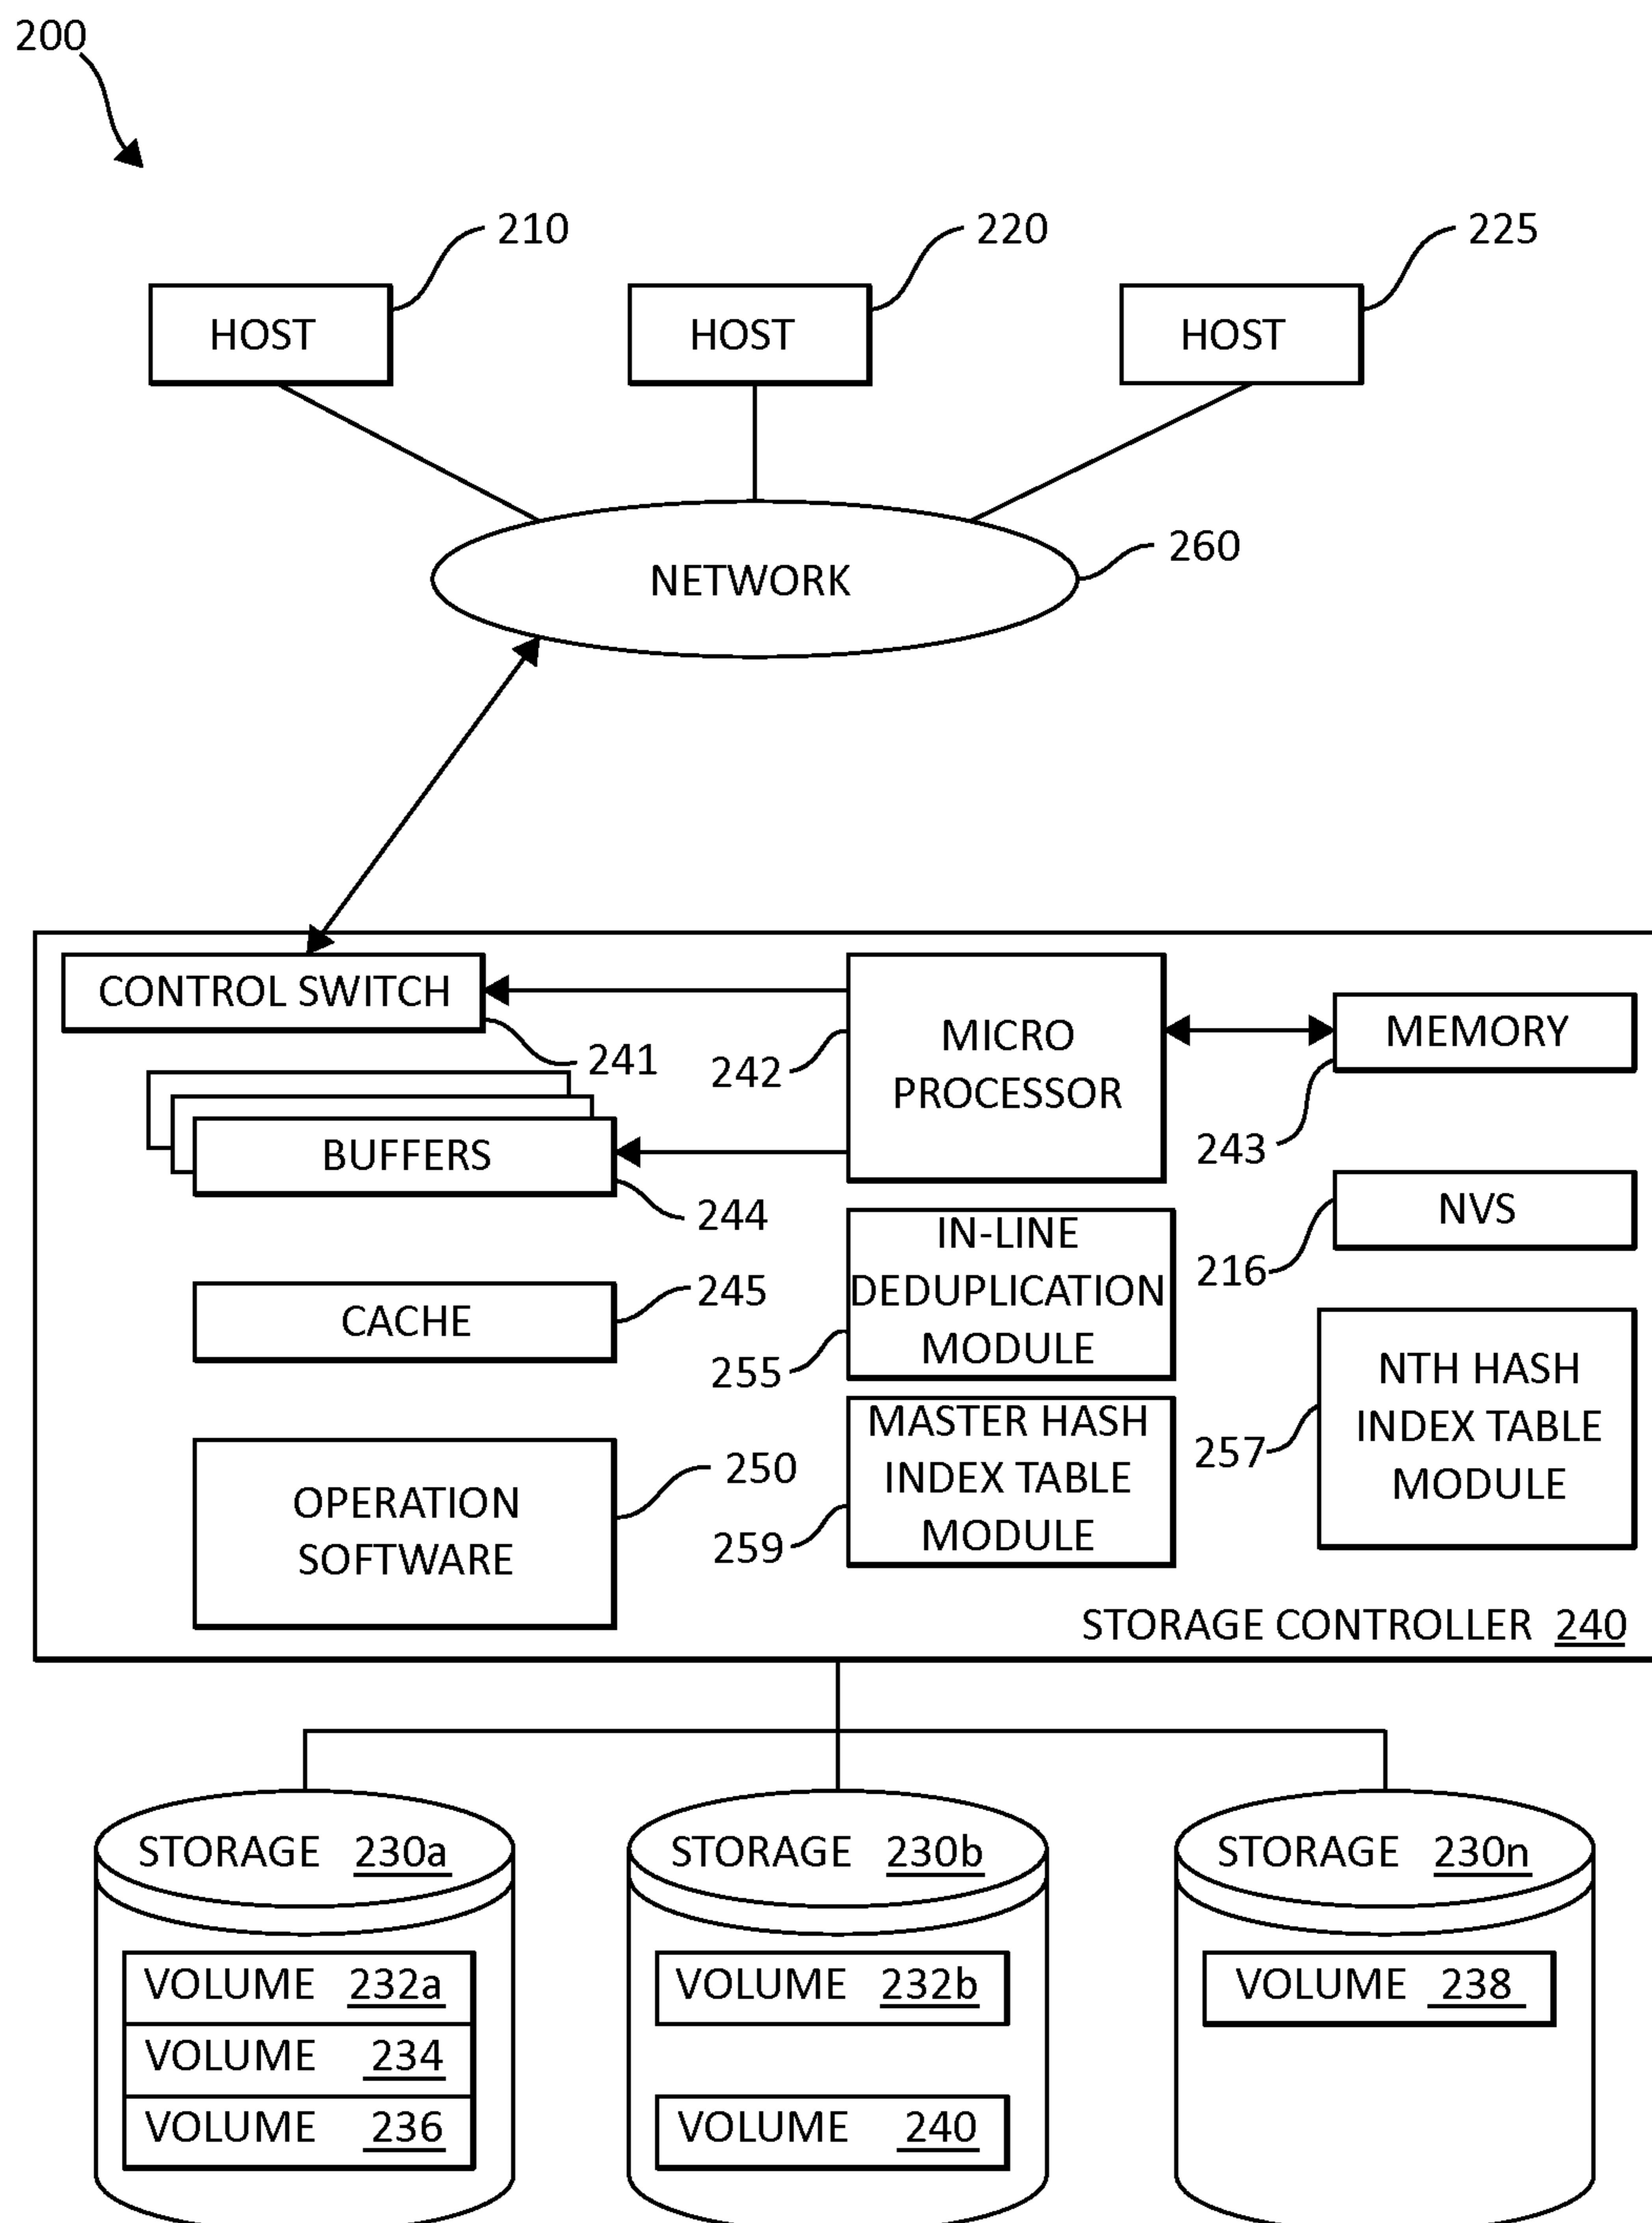 200
210
220
225
HOST
HOST
HOST
260
NETWORK
CONTROL SWITCH
241
242
MICRO
PROCESSOR
MEMORY
243
BUFFERS
244
NVS
216
IN-LINE
DEDUPLICATION
MODULE
255
CACHE
245
NTH HASH
INDEX TABLE
MODULE
257
MASTER HASH
INDEX TABLE
MODULE
259
OPERATION
SOFTWARE
250
STORAGE CONTROLLER 240
STORAGE 230a
VOLUME 232a
VOLUME 234
VOLUME 236
STORAGE 230b
VOLUME 232b
VOLUME 240
STORAGE 230n
VOLUME 238